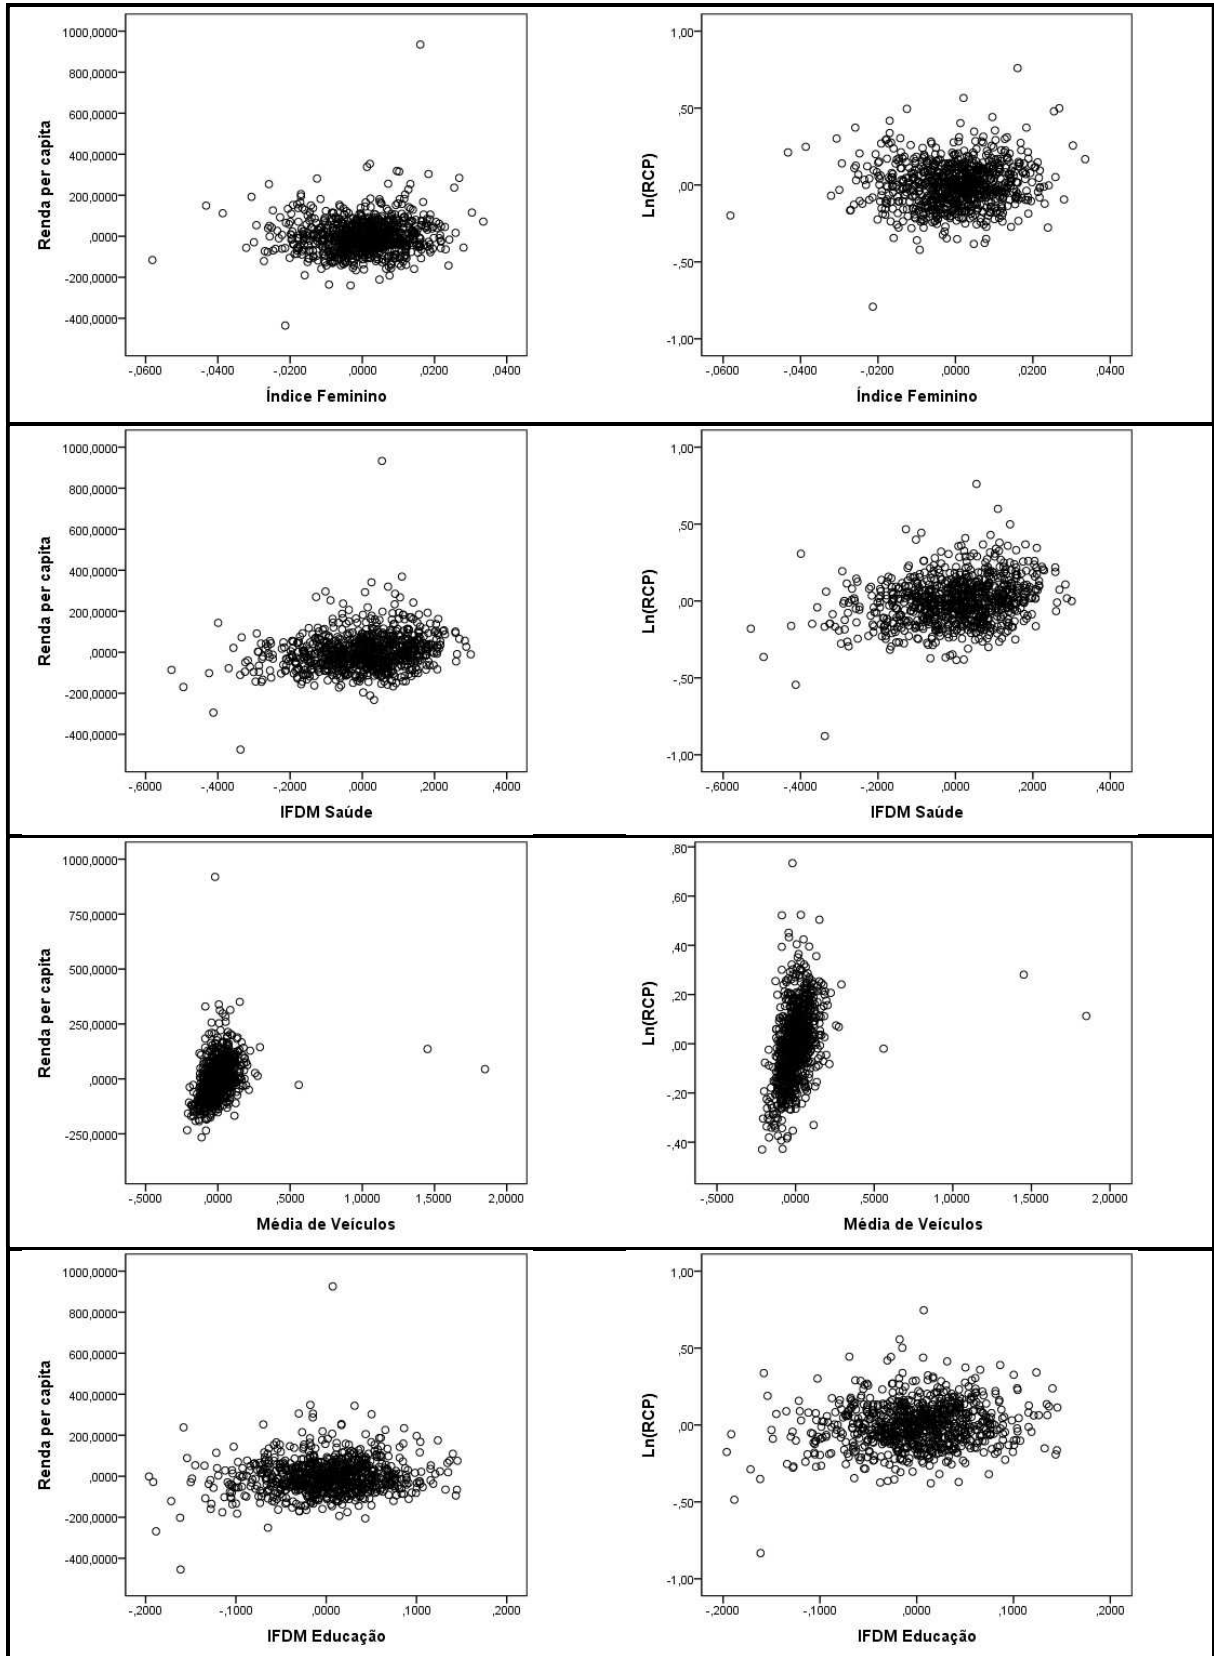 1000,0000
800,0000
600,0000
400,0000
200,0000
,0000
-200,0000
-400,0000
Renda per capita
-,0600 -,0400 -,0200 ,0000 ,0200 ,0400
Índice Feminino
1,00
,50
,00
-,50
-1,00
Ln(RCP)
-,0600 -,0400 -,0200 ,0000 ,0200 ,0400
Índice Feminino
1000,0000
800,0000
600,0000
400,0000
200,0000
,0000
-200,0000
-400,0000
Renda per capita
-,6000 -,4000 -,2000 ,0000 ,2000 ,4000
IFDM Saúde
1,00
,50
,00
-,50
-1,00
Ln(RCP)
-,6000 -,4000 -,2000 ,0000 ,2000 ,4000
IFDM Saúde
1000,0000
750,0000
500,0000
250,0000
,0000
-250,0000
Renda per capita
-,5000 ,0000 ,5000 1,0000 1,5000 2,0000
Média de Veículos
,80
,60
,40
,20
,00
-,20
-,40
Ln(RCP)
-,5000 ,0000 ,5000 1,0000 1,5000 2,0000
Média de Veículos
1000,0000
800,0000
600,0000
400,0000
200,0000
,0000
-200,0000
-400,0000
Renda per capita
-,2000 -,1000 ,0000 ,1000 ,2000
IFDM Educação
1,00
,50
,00
-,50
-1,00
Ln(RCP)
-,2000 -,1000 ,0000 ,1000 ,2000
IFDM Educação